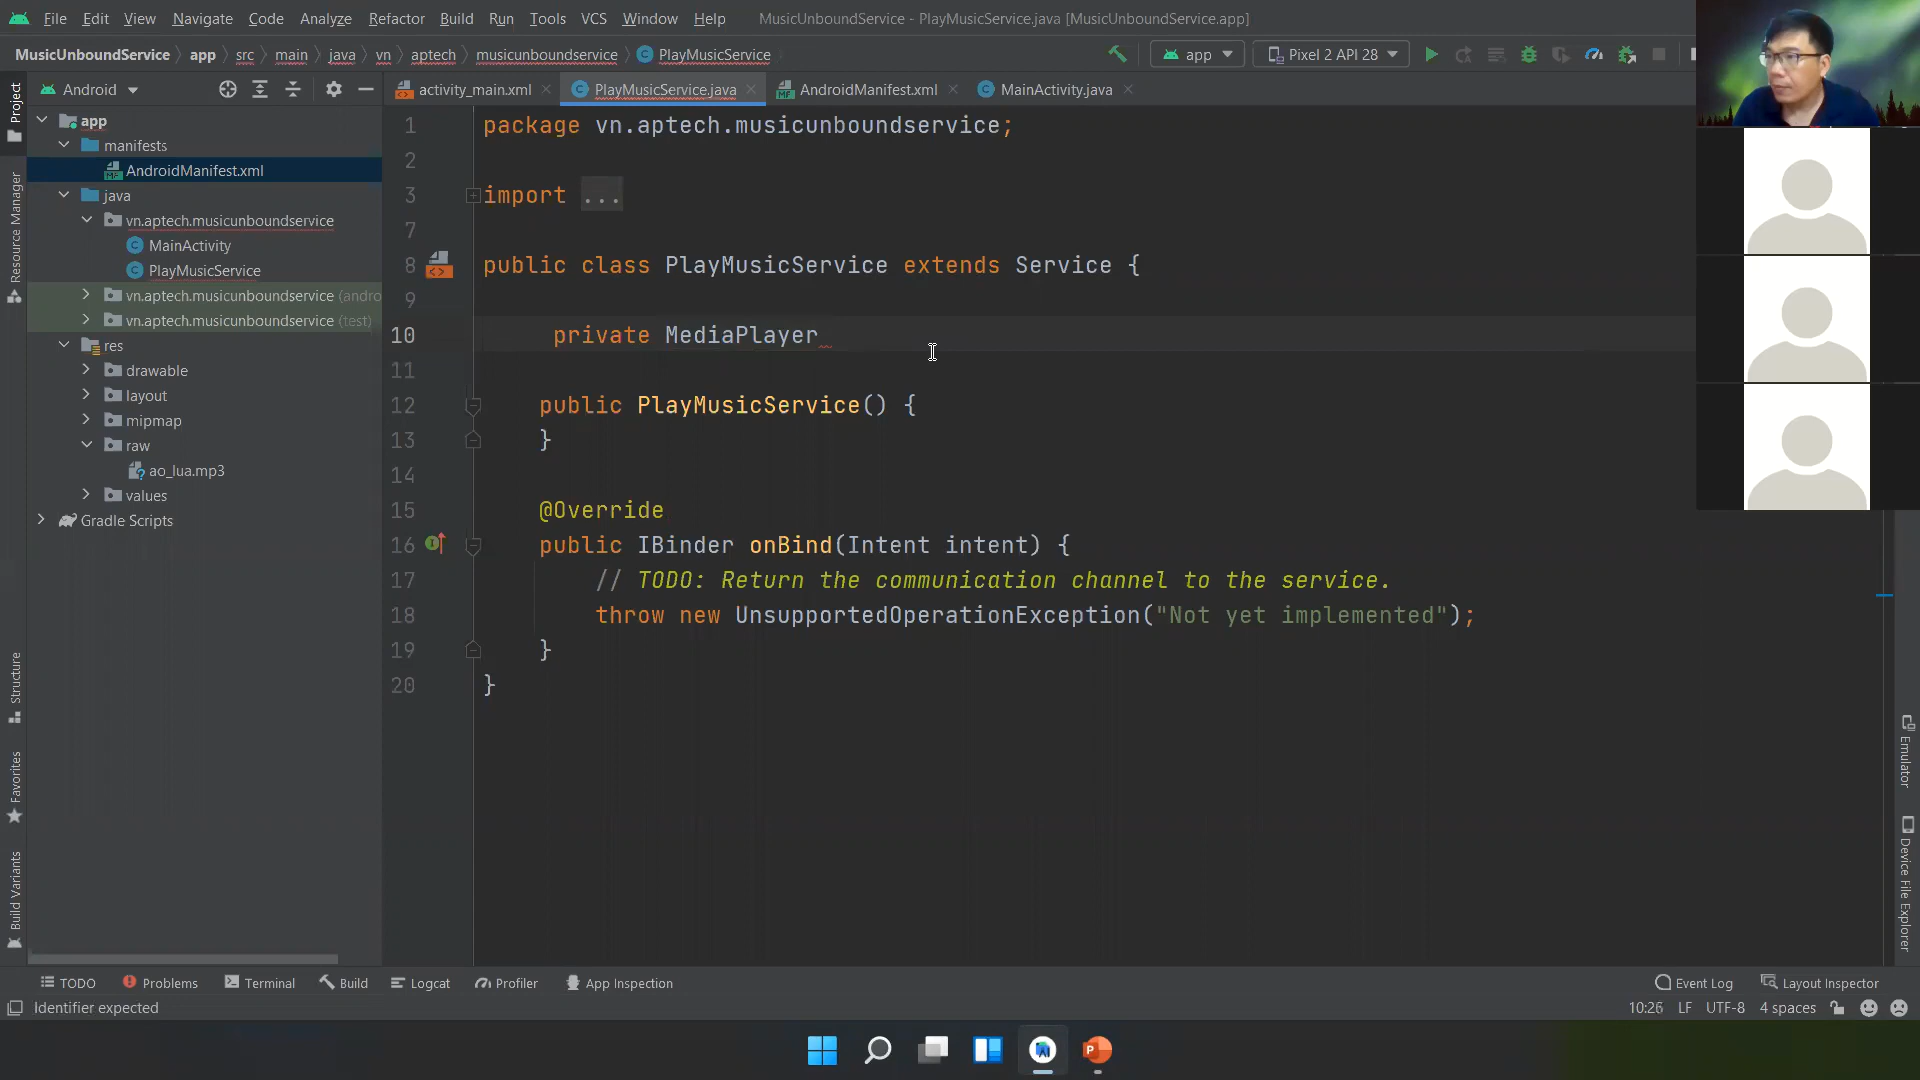 File Edit View Navigate Code Analyze Refactor Build Run Tools VCS Window Help MusicUnboundService - PlayMusicService.java [MusicUnboundService.app]
MusicUnboundService app src main java vn aptech musicunboundservice PlayMusicService app Pixel 2 API 28
Android activity_main.xml PlayMusicService.java AndroidManifest.xml MainActivity.java
Project
Resource Manager
Structure
Favorites
Build Variants
app
manifests
AndroidManifest.xml
java
vn.aptech.musicunboundservice
MainActivity
PlayMusicService
vn.aptech.musicunboundservice (andro
vn.aptech.musicunboundservice (test)
res
drawable
layout
mipmap
raw
ao_lua.mp3
values
Gradle Scripts
1 package vn.aptech.musicunboundservice;
2
3 import ...
7
8 public class PlayMusicService extends Service {
9
10 private MediaPlayer
11
12 public PlayMusicService() {
13 }
14
15 @Override
16 public IBinder onBind(Intent intent) {
17 // TODO: Return the communication channel to the service.
18 throw new UnsupportedOperationException("Not yet implemented");
19 }
20 }
Emulator
Device File Explorer
TODO Problems Terminal Build Logcat Profiler App Inspection Event Log Layout Inspector
Identifier expected 10:26 LF UTF-8 4 spaces